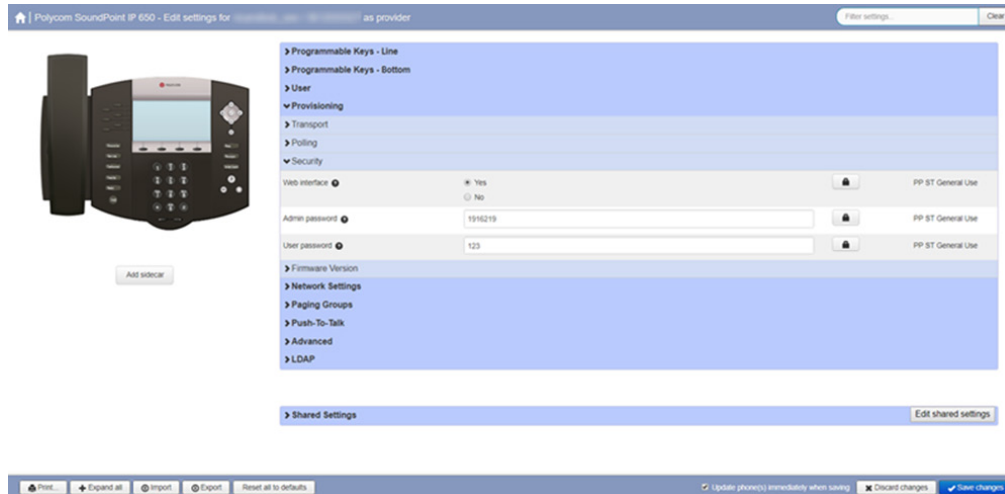 Polycom SoundPoint IP 650 - Edit settings for
as provider
Filter settings...
Clear
Programmable Keys - Line
Programmable Keys - Bottom
User
Provisioning
Transport
Polling
Security
Web interface
Yes
No
PP ST General Use
Admin password
1916219
PP ST General Use
User password
123
PP ST General Use
Firmware Version
Network Settings
Paging Groups
Push-To-Talk
Advanced
LDAP
Add sidecar
Shared Settings
Edit shared settings
Print...
Expand all
Import
Export
Reset all to defaults
Update phone(s) immediately when saving
Discard changes
Save changes